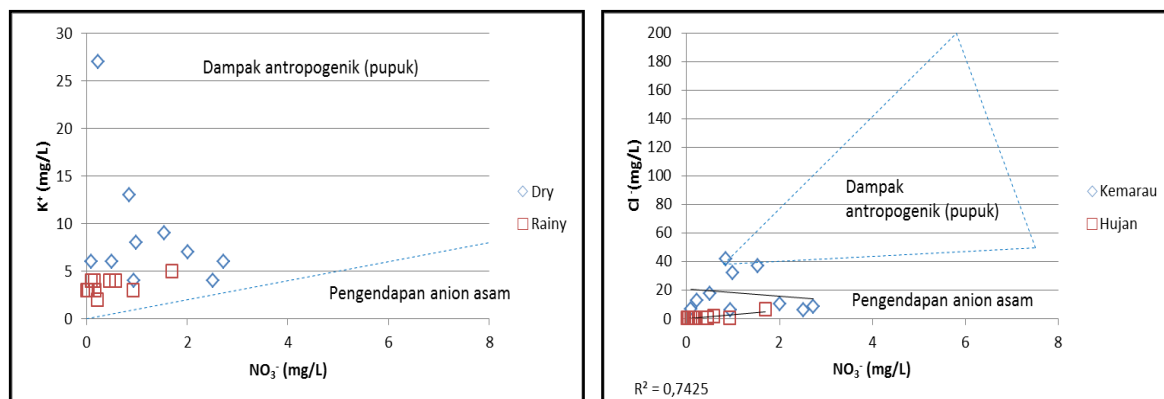 30
25
20
15
10
5
0
K⁺ (mg/L)
Dampak antropogenik (pupuk)
Pengendapan anion asam
0 2 4 6 8
NO₃⁻ (mg/L)
Dry
Rainy
200
180
160
140
120
100
80
60
40
20
0
Cl⁻ (mg/L)
Dampak
antropogenik (pupuk)
Pengendapan anion asam
0 2 4 6 8
NO₃⁻ (mg/L)
R² = 0,7425
Kemarau
Hujan